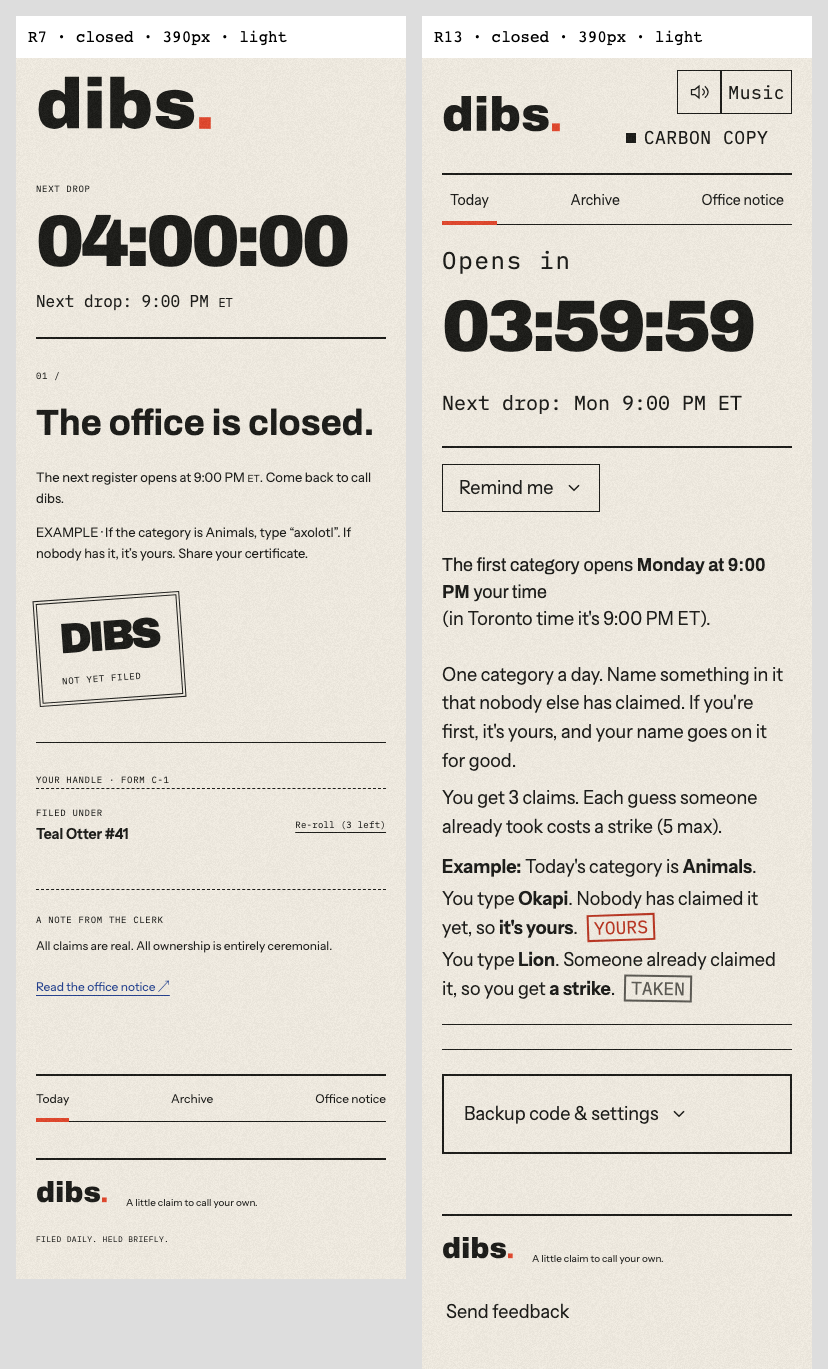 R7 · closed · 390px · light
dibs.
NEXT DROP
04:00:00
Next drop: 9:00 PM ET
01 /
The office is closed.
The next register opens at 9:00 PM ET. Come back to call
dibs.
EXAMPLE · If the category is Animals, type “axolotl”. If
nobody has it, it’s yours. Share your certificate.
DIBS
NOT YET FILED
YOUR HANDLE · FORM C-1
FILED UNDER
Teal Otter #41
Re-roll (3 left)
A NOTE FROM THE CLERK
All claims are real. All ownership is entirely ceremonial.
Read the office notice ↗
Today Archive Office notice
dibs. A little claim to call your own.
FILED DAILY. HELD BRIEFLY.
R13 · closed · 390px · light
dibs.
Music
CARBON COPY
Today Archive Office notice
Opens in
03:59:59
Next drop: Mon 9:00 PM ET
Remind me
The first category opens Monday at 9:00
PM your time
(in Toronto time it's 9:00 PM ET).
One category a day. Name something in it
that nobody else has claimed. If you're
first, it's yours, and your name goes on it
for good.
You get 3 claims. Each guess someone
already took costs a strike (5 max).
Example: Today's category is Animals.
You type Okapi. Nobody has claimed it
yet, so it's yours. YOURS
You type Lion. Someone already claimed
it, so you get a strike. TAKEN
Backup code & settings
dibs. A little claim to call your own.
Send feedback